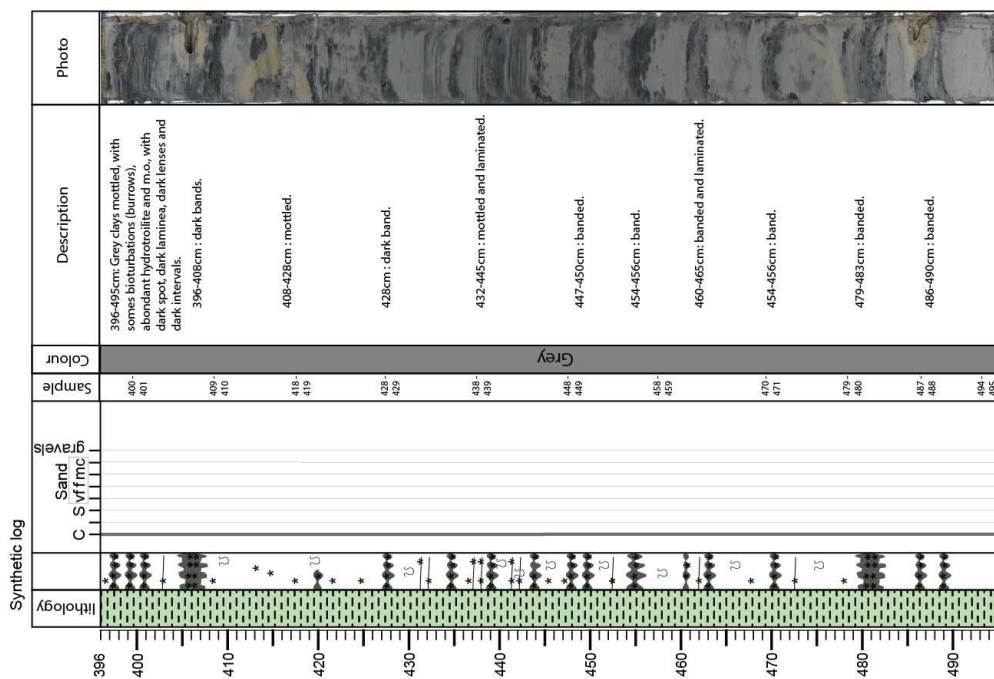 Photo
Description
396-495cm: Grey clays mottled, with
somes bioturbations (burrows),
abondant hydrotroilite and m.o., with
dark spot, dark laminea, dark lenses and
dark intervals.
396-408cm : dark bands.
408-428cm : mottled.
428cm : dark band.
432-445cm : mottled and laminated.
447-450cm : banded.
454-456cm : band.
460-465cm: banded and laminated.
454-456cm : band.
479-483cm : banded.
486-490cm : banded.
Colour
Grey
Sample
400-
401
409-
410
418-
419
428-
429
438-
439
448-
449
458-
459
470-
471
479-
480
487-
488
494-
495
Synthetic log
C
S
vf f m c
Sand
gravels
lithology
396
400
410
420
430
440
450
460
470
480
490